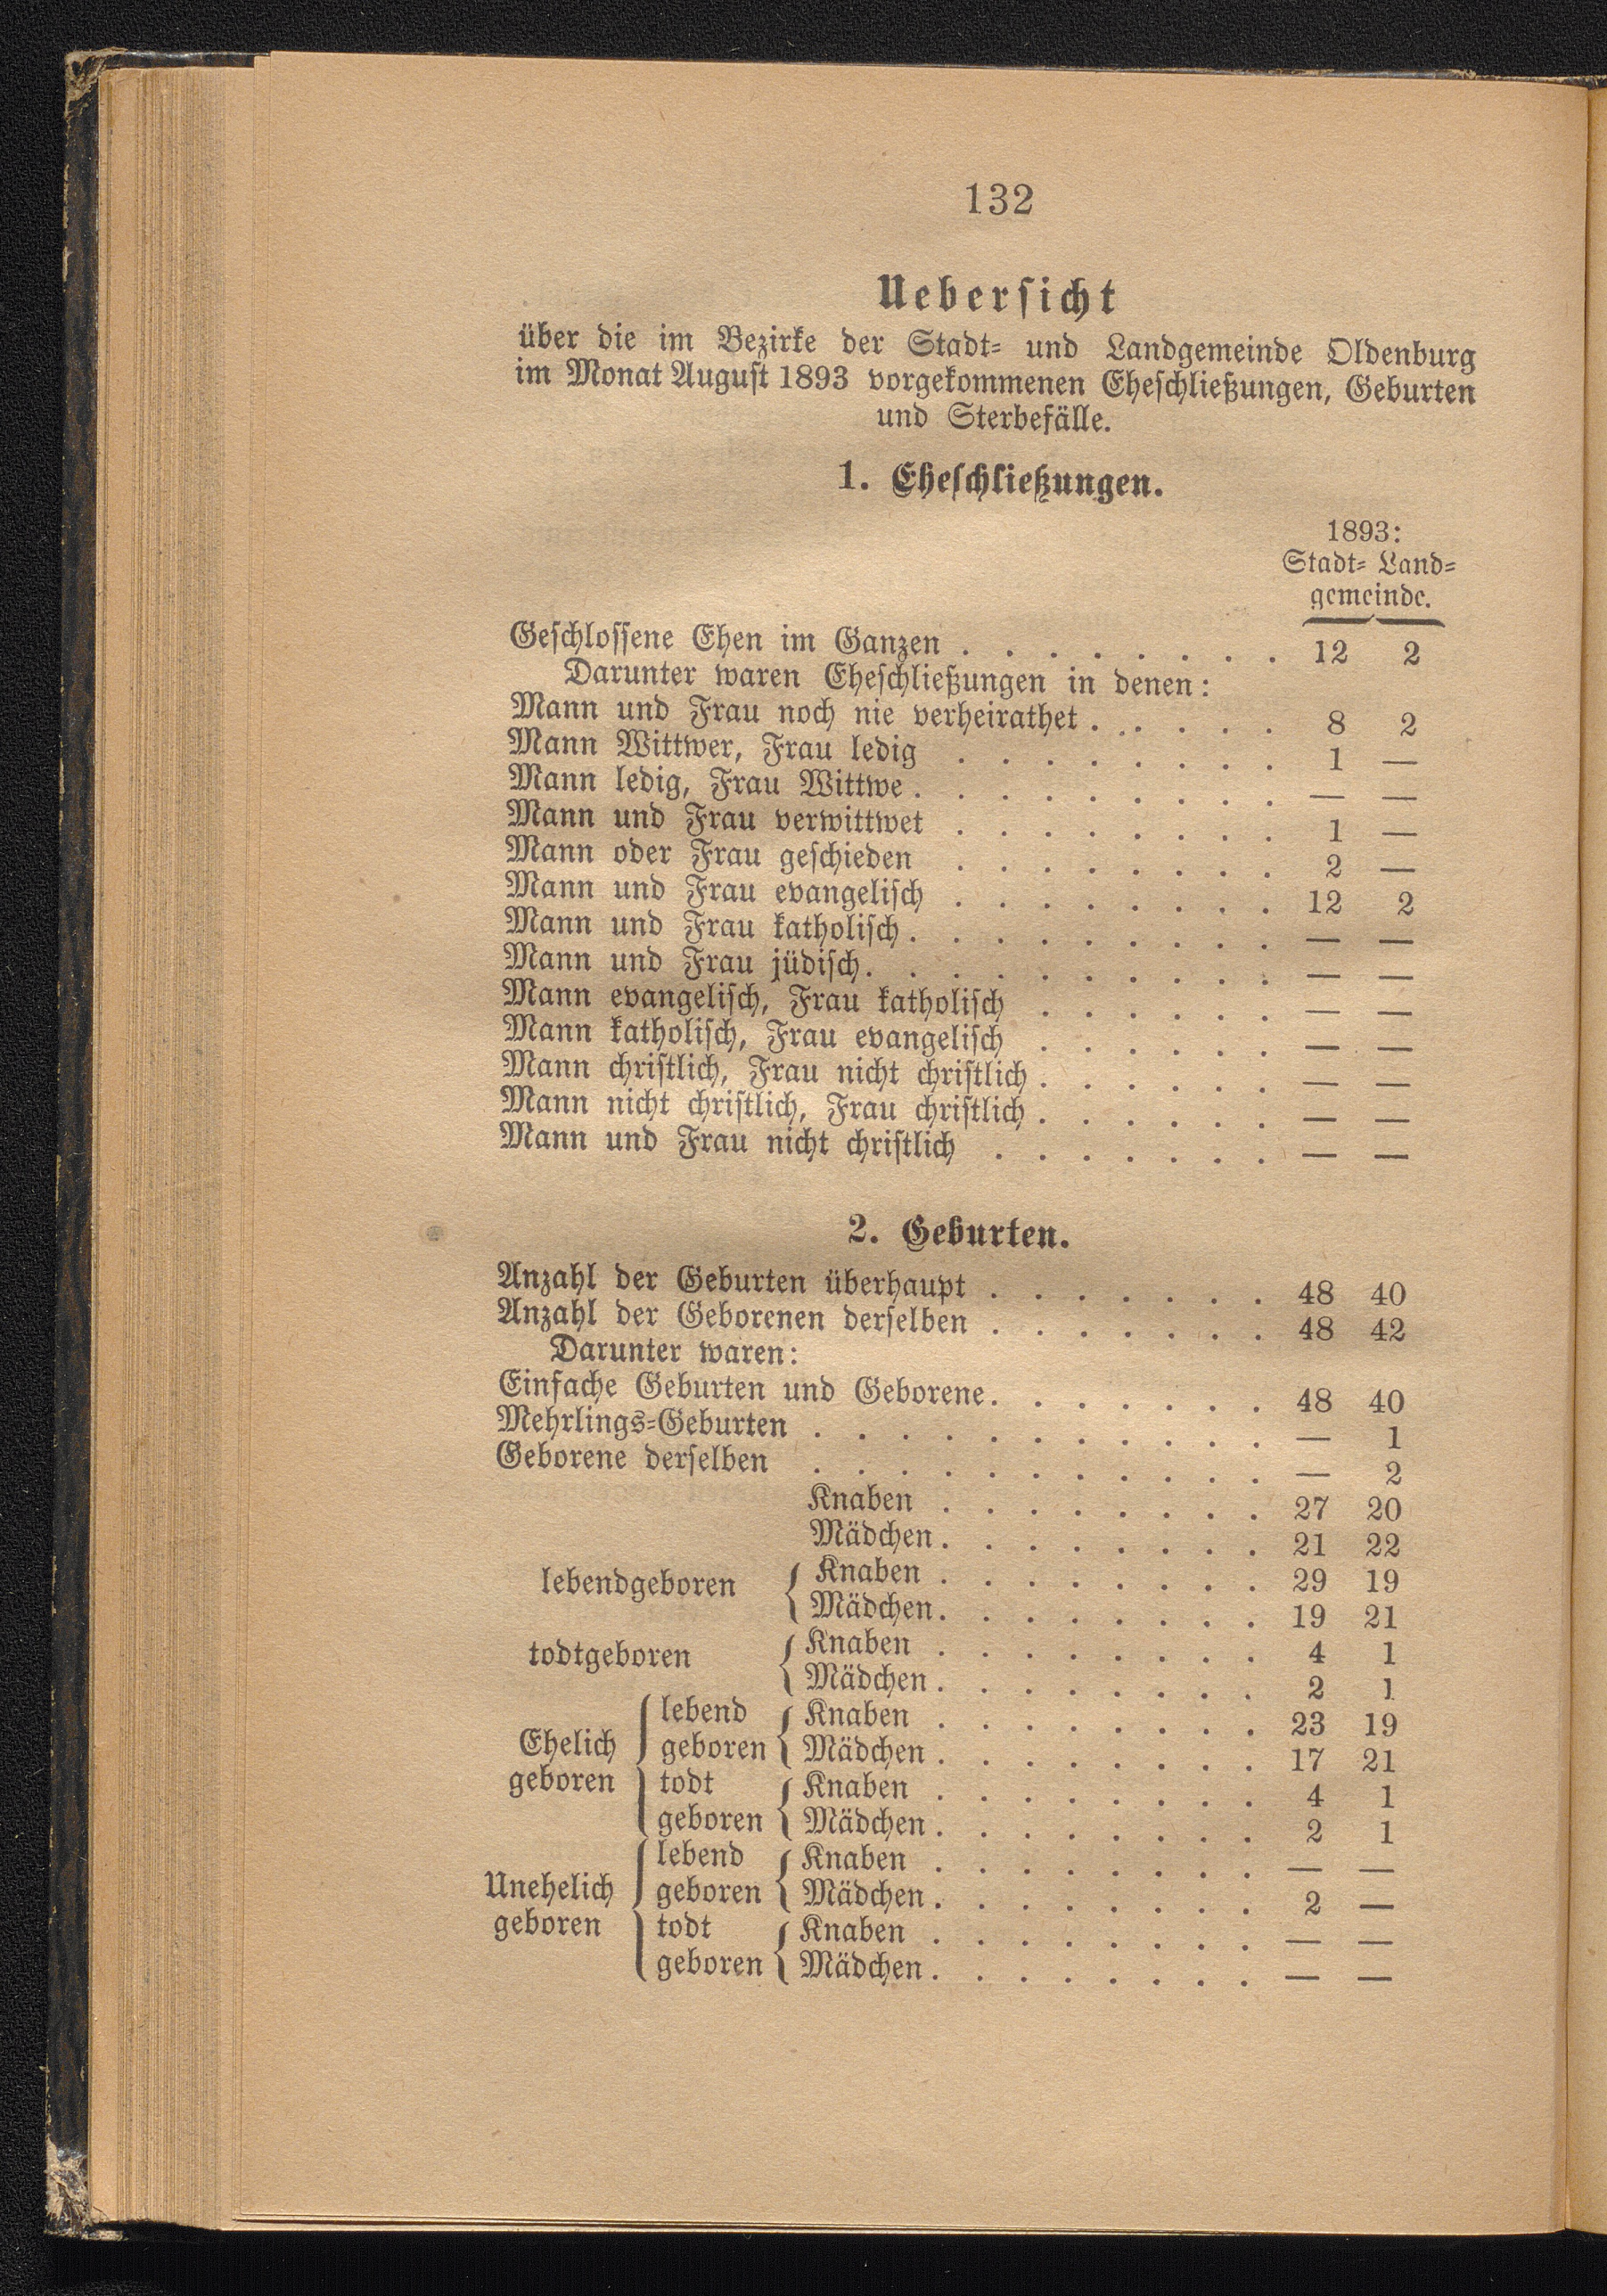 132
Uebersicht
über die im Bezirke der Stadt- und Landgemeinde Oldenburg
im Monat August 1893 vorgekommenen Eheschließungen, Geburten
und Sterbefälle.
1. Eheschließungen.
1893:
Stadt- Land-
gemeinde.
Geschlossene Ehen im Ganzen . . . . . . . . 12 2
Darunter waren Eheschließungen in denen:
Mann und Frau noch nie verheirathet . . . . . 8 2
Mann Wittwer, Frau ledig . . . . . . . . 1 —
Mann ledig, Frau Wittwe . . . . . . . . . — —
Mann und Frau verwittwet . . . . . . . . 1 —
Mann oder Frau geschieden . . . . . . . . 2 —
Mann und Frau evangelisch . . . . . . . . 12 2
Mann und Frau katholisch . . . . . . . . . — —
Mann und Frau jüdisch . . . . . . . . . . — —
Mann evangelisch, Frau katholisch . . . . . . — —
Mann katholisch, Frau evangelisch . . . . . . — —
Mann christlich, Frau nicht christlich . . . . . . — —
Mann nicht christlich, Frau christlich . . . . . . — —
Mann und Frau nicht christlich . . . . . . . — —
2. Geburten.
Anzahl der Geburten überhaupt . . . . . . . 48 40
Anzahl der Geborenen derselben . . . . . . . 48 42
Darunter waren:
Einfache Geburten und Geborene . . . . . . . 48 40
Mehrlings-Geburten . . . . . . . . . . . — 1
Geborene derselben . . . . . . . . . . . — 2
Knaben . . . . . . . . 27 20
Mädchen . . . . . . . . 21 22
lebendgeboren { Knaben . . . . . . . . 29 19
Mädchen . . . . . . . . 19 21
todtgeboren { Knaben . . . . . . . . 4 1
Mädchen . . . . . . . . 2 1
lebend { Knaben . . . . . . . . 23 19
Ehelich geboren Mädchen . . . . . . . . 17 21
geboren todt { Knaben . . . . . . . . 4 1
geboren Mädchen . . . . . . . . 2 1
lebend { Knaben . . . . . . . . — —
Unehelich geboren Mädchen . . . . . . . . 2 —
geboren todt { Knaben . . . . . . . . — —
geboren Mädchen . . . . . . . . — —